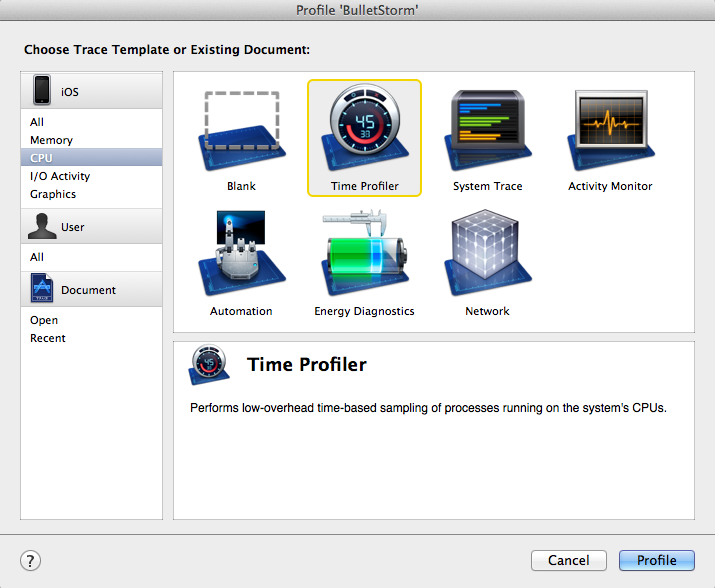 Profile 'BulletStorm'
Choose Trace Template or Existing Document:
iOS
All
Memory
CPU
I/O Activity
Graphics
User
All
Document
Open
Recent
Blank
45
33
Time Profiler
System Trace
Activity Monitor
Automation
Energy Diagnostics
Network
Time Profiler
Performs low-overhead time-based sampling of processes running on the system's CPUs.
?
Cancel
Profile